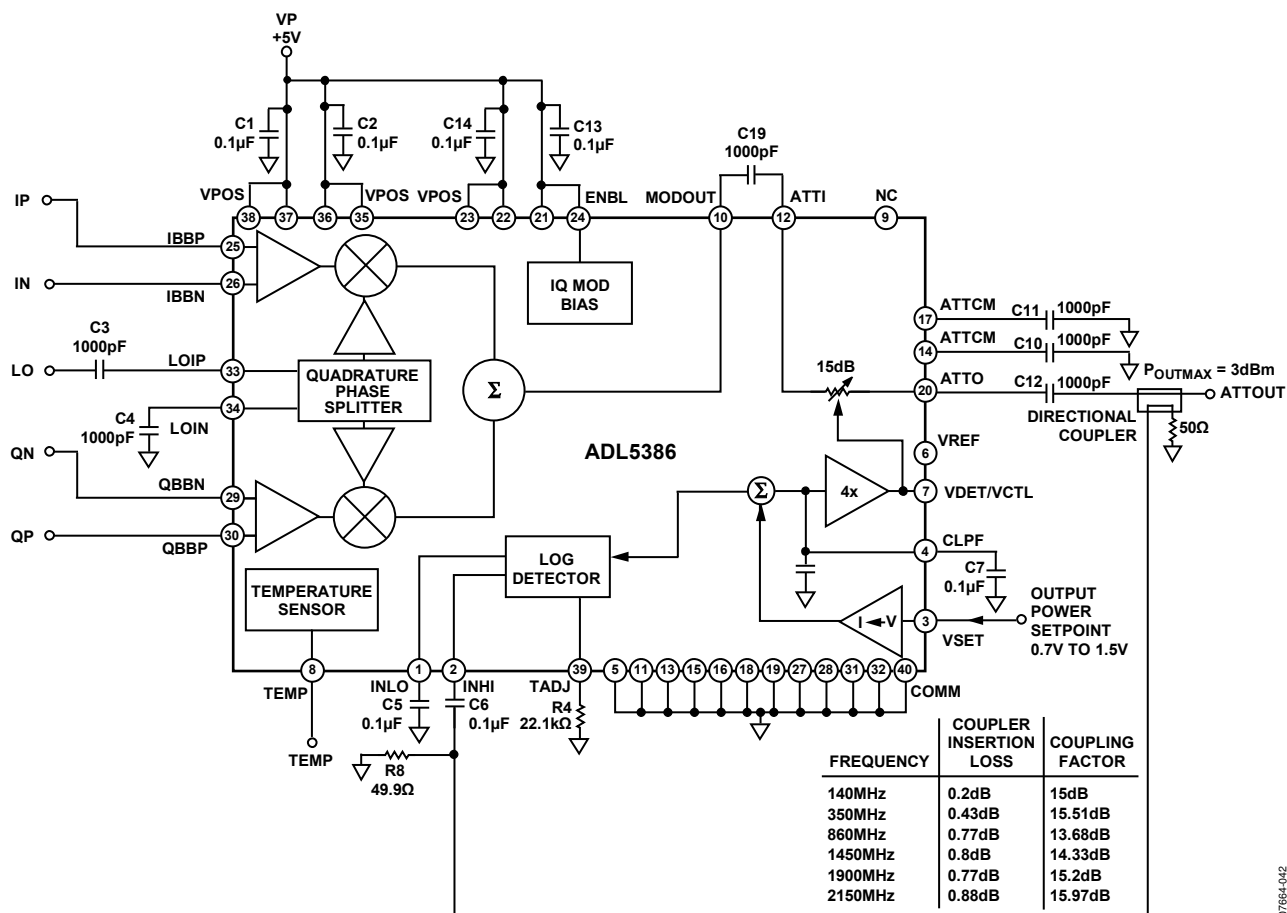 VP
+5V
C1
0.1µF
C2
0.1µF
C14
0.1µF
C13
0.1µF
C19
1000pF
VPOS
VPOS
VPOS
ENBL
MODOUT
ATTI
NC
38
37
36
35
23
22
21
24
10
12
9
IP
IBBP
25
IN
IBBN
26
C3
1000pF
LO
LOIP
33
34
LOIN
C4
1000pF
QN
QBBN
29
QP
QBBP
30
QUADRATURE
PHASE
SPLITTER
Σ
IQ MOD
BIAS
ADL5386
15dB
17
ATTCM
C11
1000pF
14
ATTCM
C10
1000pF
20
ATTO
C12
1000pF
POUTMAX = 3dBm
ATTOUT
DIRECTIONAL
COUPLER
50Ω
6
VREF
Σ
4x
7
VDET/VCTL
4
CLPF
C7
0.1µF
I
V
3
VSET
OUTPUT
POWER
SETPOINT
0.7V TO 1.5V
LOG
DETECTOR
TEMPERATURE
SENSOR
8
TEMP
TEMP
1
INLO
C5
0.1µF
2
INHI
C6
0.1µF
R8
49.9Ω
39
TADJ
R4
22.1kΩ
5
11
13
15
16
18
19
27
28
31
32
40
COMM
FREQUENCY COUPLER INSERTION LOSS COUPLING FACTOR
140MHz 0.2dB 15dB
350MHz 0.43dB 15.51dB
860MHz 0.77dB 13.68dB
1450MHz 0.8dB 14.33dB
1900MHz 0.77dB 15.2dB
2150MHz 0.88dB 15.97dB
07664-042